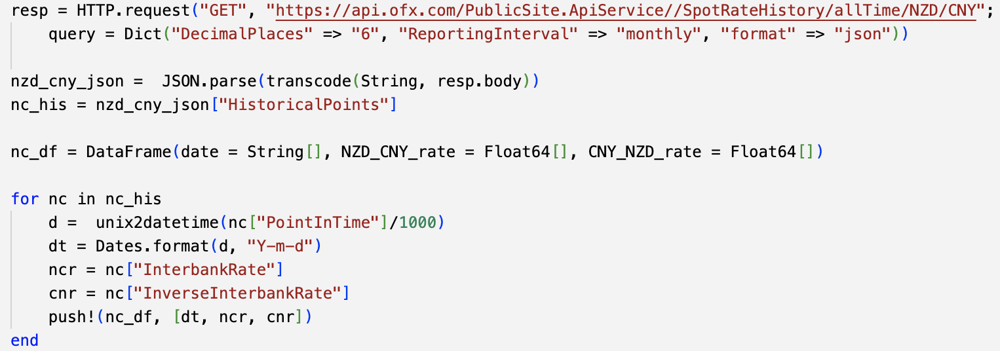 resp = HTTP.request("GET", "https://api.ofx.com/PublicSite.ApiService//SpotRateHistory/allTime/NZD/CNY";
    query = Dict("DecimalPlaces" => "6", "ReportingInterval" => "monthly", "format" => "json"))
nzd_cny_json =  JSON.parse(transcode(String, resp.body))
nc_his = nzd_cny_json["HistoricalPoints"]
nc_df = DataFrame(date = String[], NZD_CNY_rate = Float64[], CNY_NZD_rate = Float64[])
for nc in nc_his
    d =  unix2datetime(nc["PointInTime"]/1000)
    dt = Dates.format(d, "Y-m-d")
    ncr = nc["InterbankRate"]
    cnr = nc["InverseInterbankRate"]
    push!(nc_df, [dt, ncr, cnr])
end